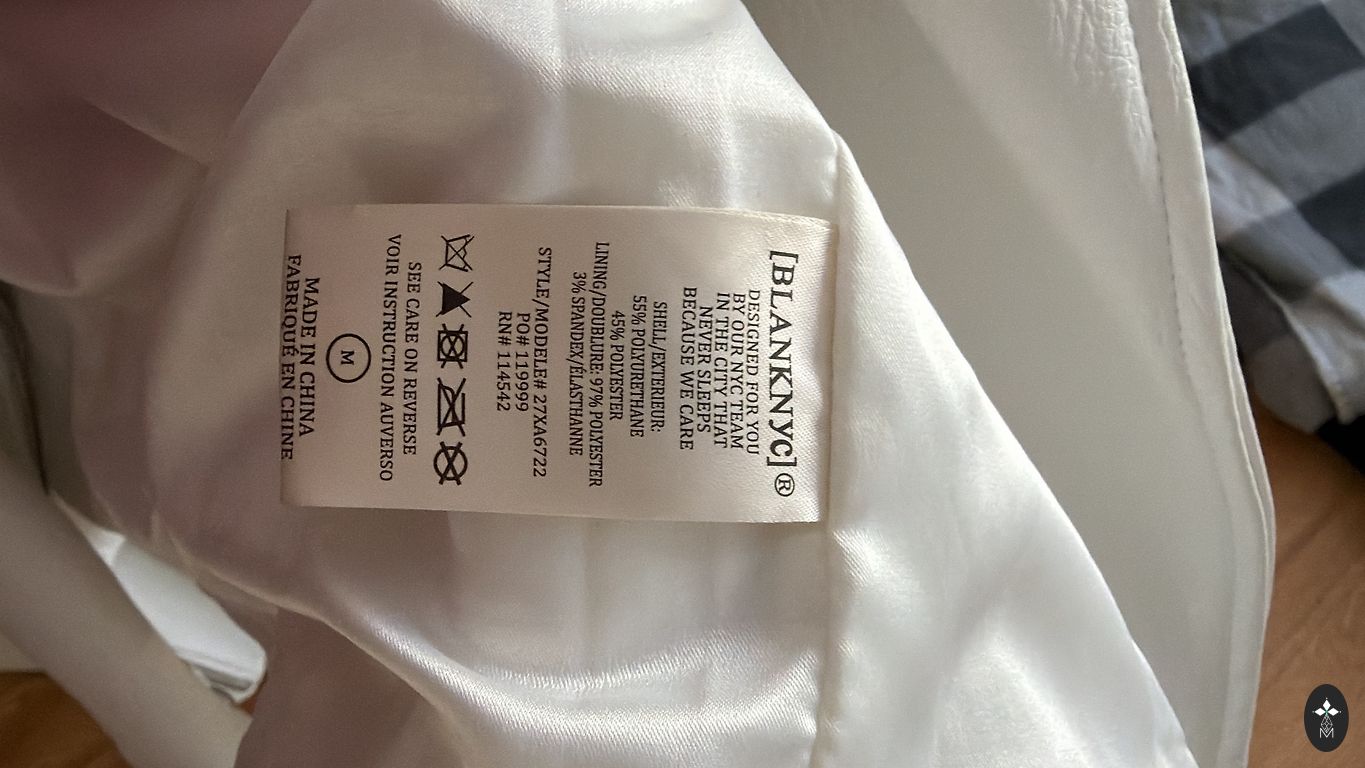 [BLANKNYC]®
DESIGNED FOR YOU
BY OUR NYC TEAM
IN THE CITY THAT
NEVER SLEEPS
BECAUSE WE CARE
SHELL/EXTERIEUR:
55% POLYURETHANE
45% POLYESTER
LINING/DOUBLURE: 97% POLYESTER
3% SPANDEX/ÉLASTHANNE
STYLE/MODELE# 27XA6722
PO# 119999
RN# 114542
SEE CARE ON REVERSE
VOIR INSTRUCTION AUVERSO
M
MADE IN CHINA
FABRIQUÉ EN CHINE
M